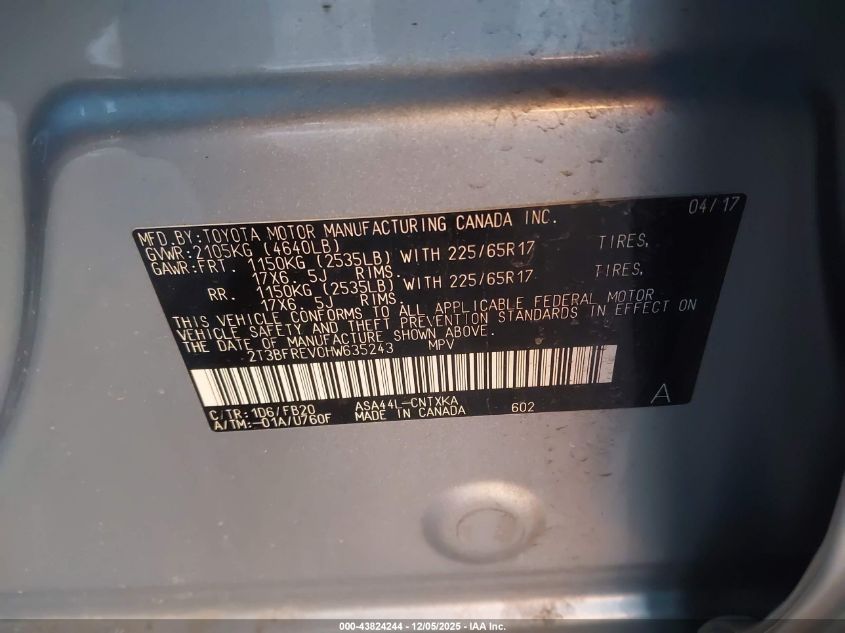 04/17
MFD.BY:TOYOTA MOTOR MANUFACTURING CANADA INC.
GVWR:2105KG (4640LB)
GAWR:FRT. 1150KG (2535LB) WITH 225/65R17 TIRES,
17X6. 5J RIMS.
RR. 1150KG (2535LB) WITH 225/65R17 TIRES,
17X6. 5J RIMS.
THIS VEHICLE CONFORMS TO ALL APPLICABLE FEDERAL MOTOR
VEHICLE SAFETY AND THEFT PREVENTION STANDARDS IN EFFECT ON
THE DATE OF MANUFACTURE SHOWN ABOVE.
2T3BFREV0HW635243 MPV
C/TR: 1D6/FB20 ASA44L-CNTXKA A
A/TM:-01A/U760F MADE IN CANADA 602
000-43824244 - 12/05/2025 - IAA Inc.